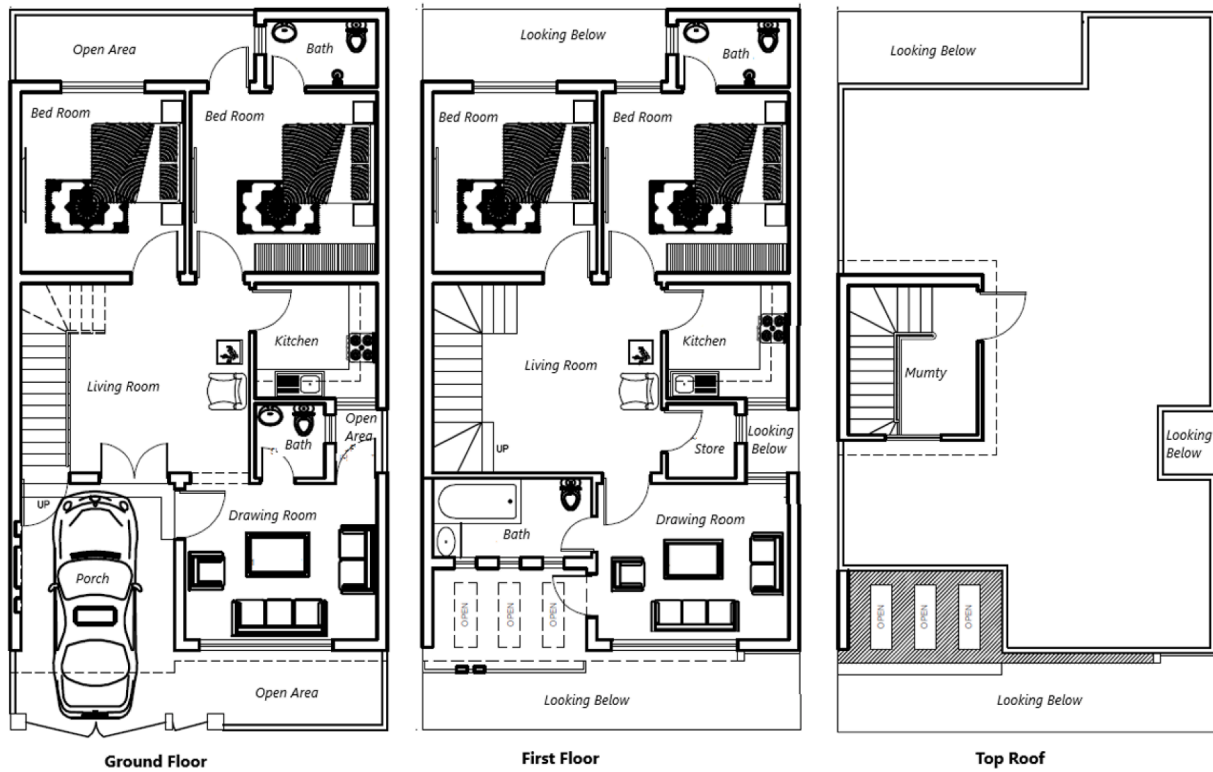 Open Area
Bath
Bed Room
Bed Room
Kitchen
Living Room
Open
Area
Bath
UP
Drawing Room
Porch
Open Area
Ground Floor
Looking Below
Bath
Bed Room
Bed Room
Kitchen
Living Room
Store
Looking
Below
UP
Drawing Room
Bath
OPEN
OPEN
OPEN
Looking Below
First Floor
Looking Below
Mumty
Looking
Below
OPEN
OPEN
OPEN
Looking Below
Top Roof